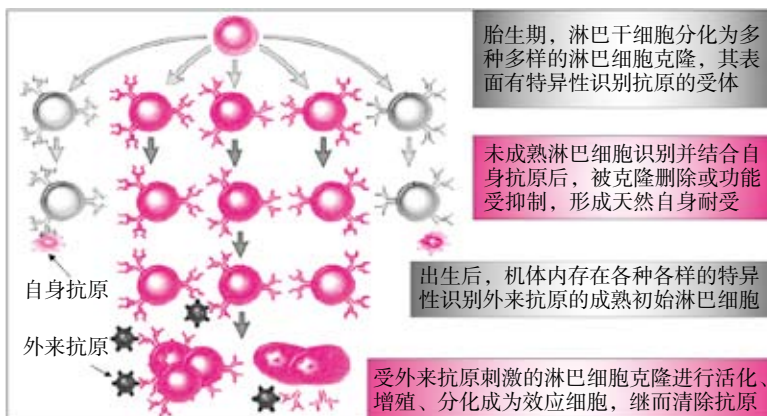 胎生期，淋巴干细胞分化为多
种多样的淋巴细胞克隆，其表
面有特异性识别抗原的受体
未成熟淋巴细胞识别并结合自
身抗原后，被克隆删除或功能
受抑制，形成天然自身耐受
出生后，机体内存在各种各样的特异
性识别外来抗原的成熟初始淋巴细胞
自身抗原
外来抗原
受外来抗原刺激的淋巴细胞克隆进行活化、
增殖、分化成为效应细胞，继而清除抗原